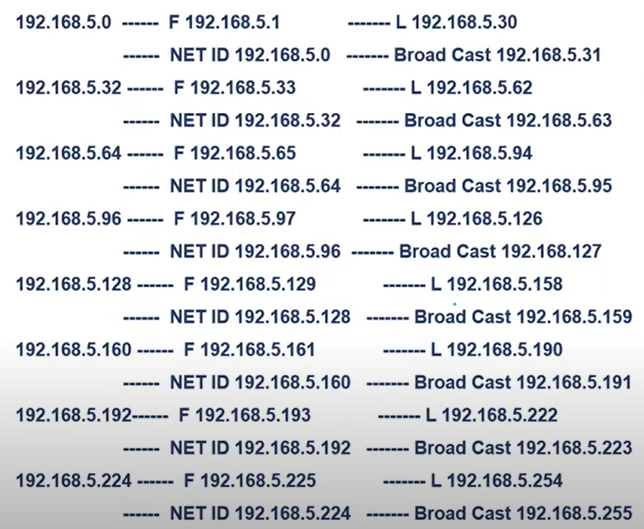 192.168.5.0 ------ F 192.168.5.1 ------- L 192.168.5.30
------ NET ID 192.168.5.0 ------- Broad Cast 192.168.5.31
192.168.5.32 ------ F 192.168.5.33 ------- L 192.168.5.62
------ NET ID 192.168.5.32 ------- Broad Cast 192.168.5.63
192.168.5.64 ------ F 192.168.5.65 ------- L 192.168.5.94
------ NET ID 192.168.5.64 ------- Broad Cast 192.168.5.95
192.168.5.96 ------ F 192.168.5.97 ------- L 192.168.5.126
------ NET ID 192.168.5.96 ------- Broad Cast 192.168.127
192.168.5.128 ------ F 192.168.5.129 ------- L 192.168.5.158
------ NET ID 192.168.5.128 ------- Broad Cast 192.168.5.159
192.168.5.160 ------ F 192.168.5.161 ------- L 192.168.5.190
------ NET ID 192.168.5.160 ------- Broad Cast 192.168.5.191
192.168.5.192------ F 192.168.5.193 ------- L 192.168.5.222
------ NET ID 192.168.5.192 ------- Broad Cast 192.168.5.223
192.168.5.224 ------ F 192.168.5.225 ------- L 192.168.5.254
------ NET ID 192.168.5.224 ------- Broad Cast 192.168.5.255